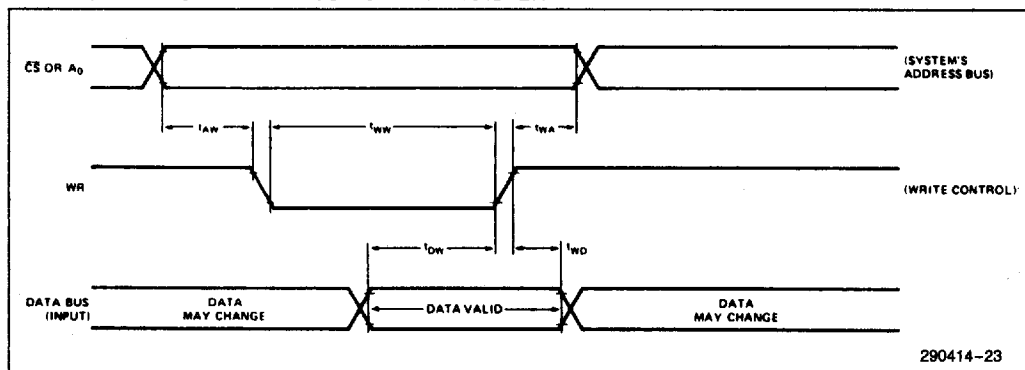 C̅S̅ OR A₀
(SYSTEM'S
ADDRESS BUS)
tAW
tWW
tWA
WR
(WRITE CONTROL)
tDW
tWD
DATA BUS
(INPUT)
DATA
MAY CHANGE
DATA VALID
DATA
MAY CHANGE
290414–23